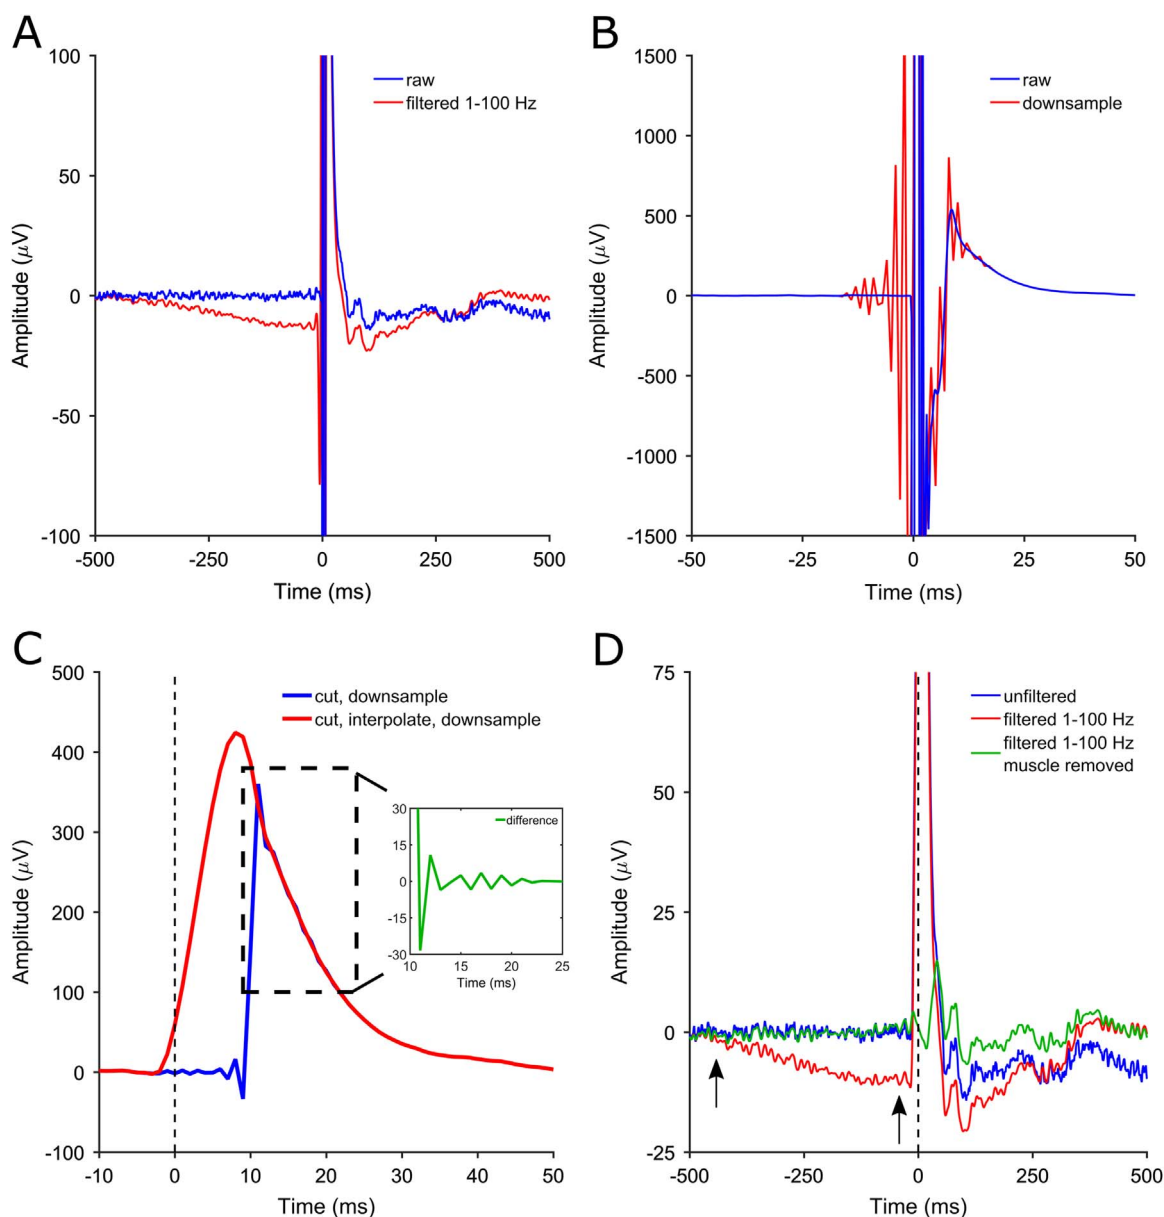 A
100
50
0
-50
-100
Amplitude (μV)
raw
filtered 1-100 Hz
-500
-250
0
250
500
Time (ms)
B
1500
1000
500
0
-500
-1000
-1500
Amplitude (μV)
raw
downsample
-50
-25
0
25
50
Time (ms)
C
500
400
300
200
100
0
-100
Amplitude (μV)
cut, downsample
cut, interpolate, downsample
30
15
0
-15
-30
difference
10
15
20
25
Time (ms)
-10
0
10
20
30
40
50
Time (ms)
D
75
50
25
0
-25
Amplitude (μV)
unfiltered
filtered 1-100 Hz
filtered 1-100 Hz
muscle removed
-500
-250
0
250
500
Time (ms)